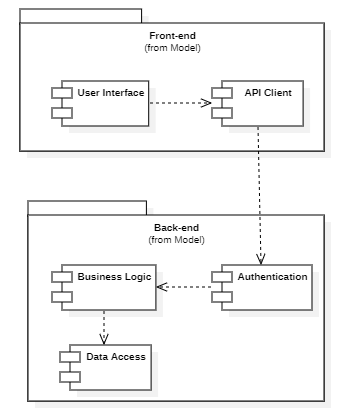 Front-end
(from Model)
User Interface
API Client
Back-end
(from Model)
Business Logic
Authentication
Data Access